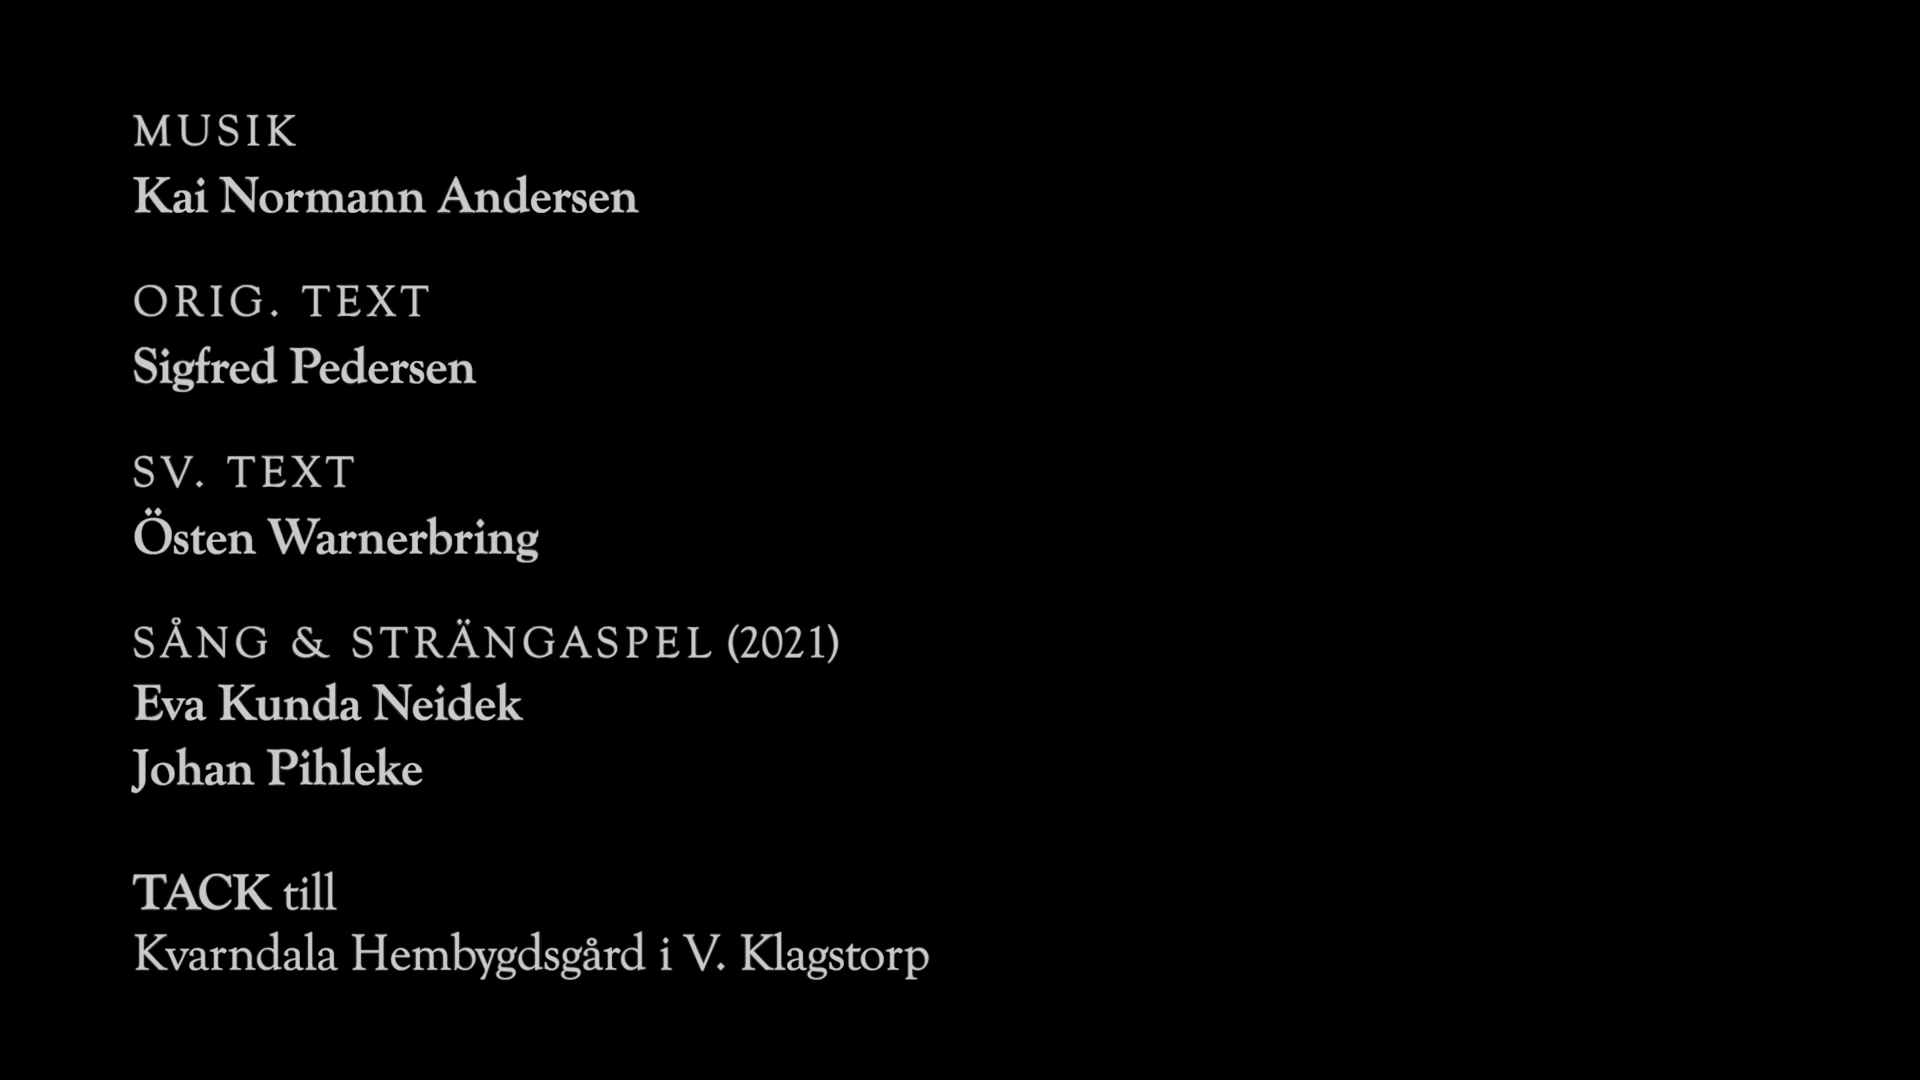 MUSIK
Kai Normann Andersen
ORIG. TEXT
Sigfred Pedersen
SV. TEXT
Östen Warnerbring
SÅNG & STRÄNGASPEL (2021)
Eva Kunda Neidek
Johan Pihleke
TACK till
Kvarndala Hembygdsgård i V. Klagstorp